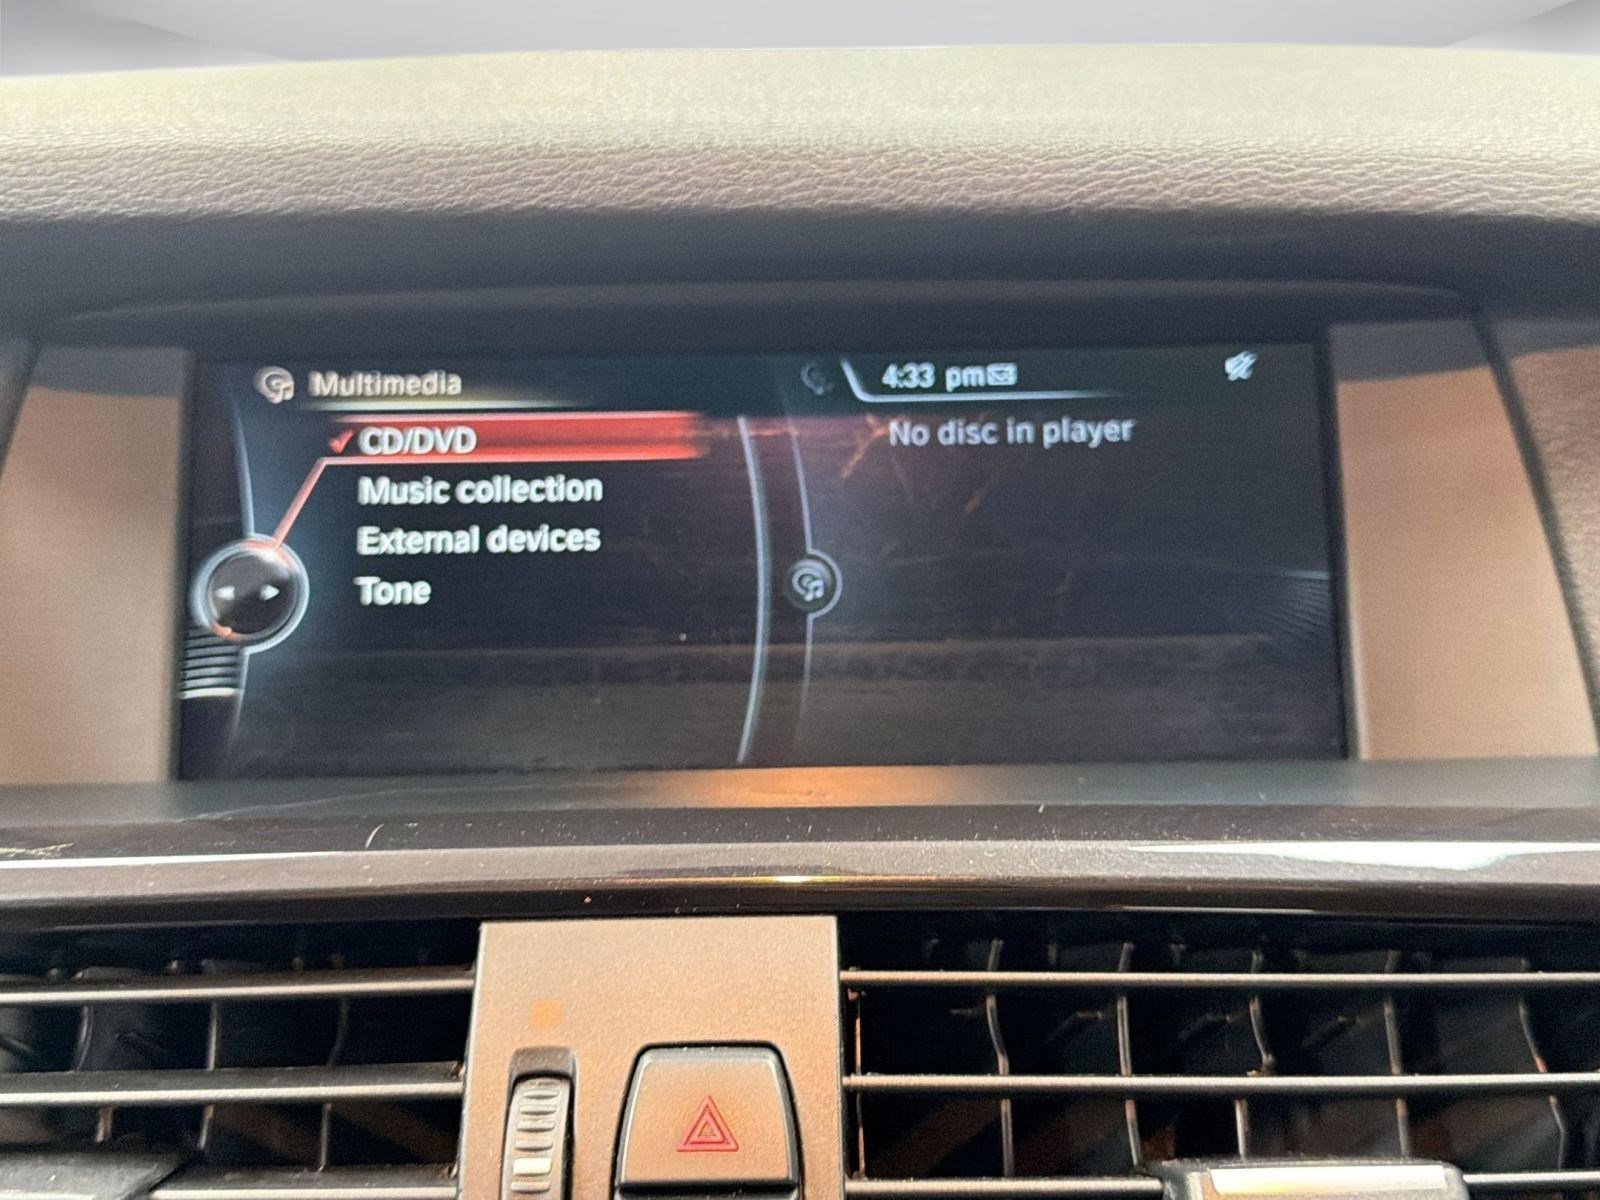 Multimedia
CD/DVD
Music collection
External devices
Tone
4:33 pm
No disc in player